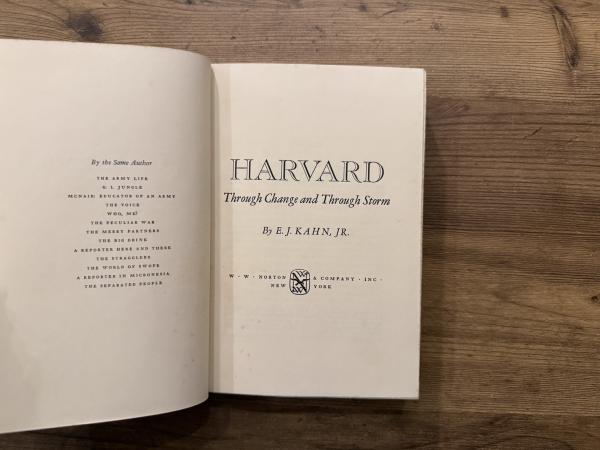 By the Same Author
THE ARMY LIFE
G. I. JUNGLE
MCNAIR: EDUCATOR OF AN ARMY
THE VOICE
WHO, ME?
THE PECULIAR WAR
THE MERRY PARTNERS
THE BIG DRINK
A REPORTER HERE AND THERE
THE STRAGGLERS
THE WORLD OF SWOPE
A REPORTER IN MICRONESIA
THE SEPARATED PEOPLE
HARVARD
Through Change and Through Storm
By E. J. KAHN, JR.
W · W · NORTON & COMPANY · INC ·
NEW YORK